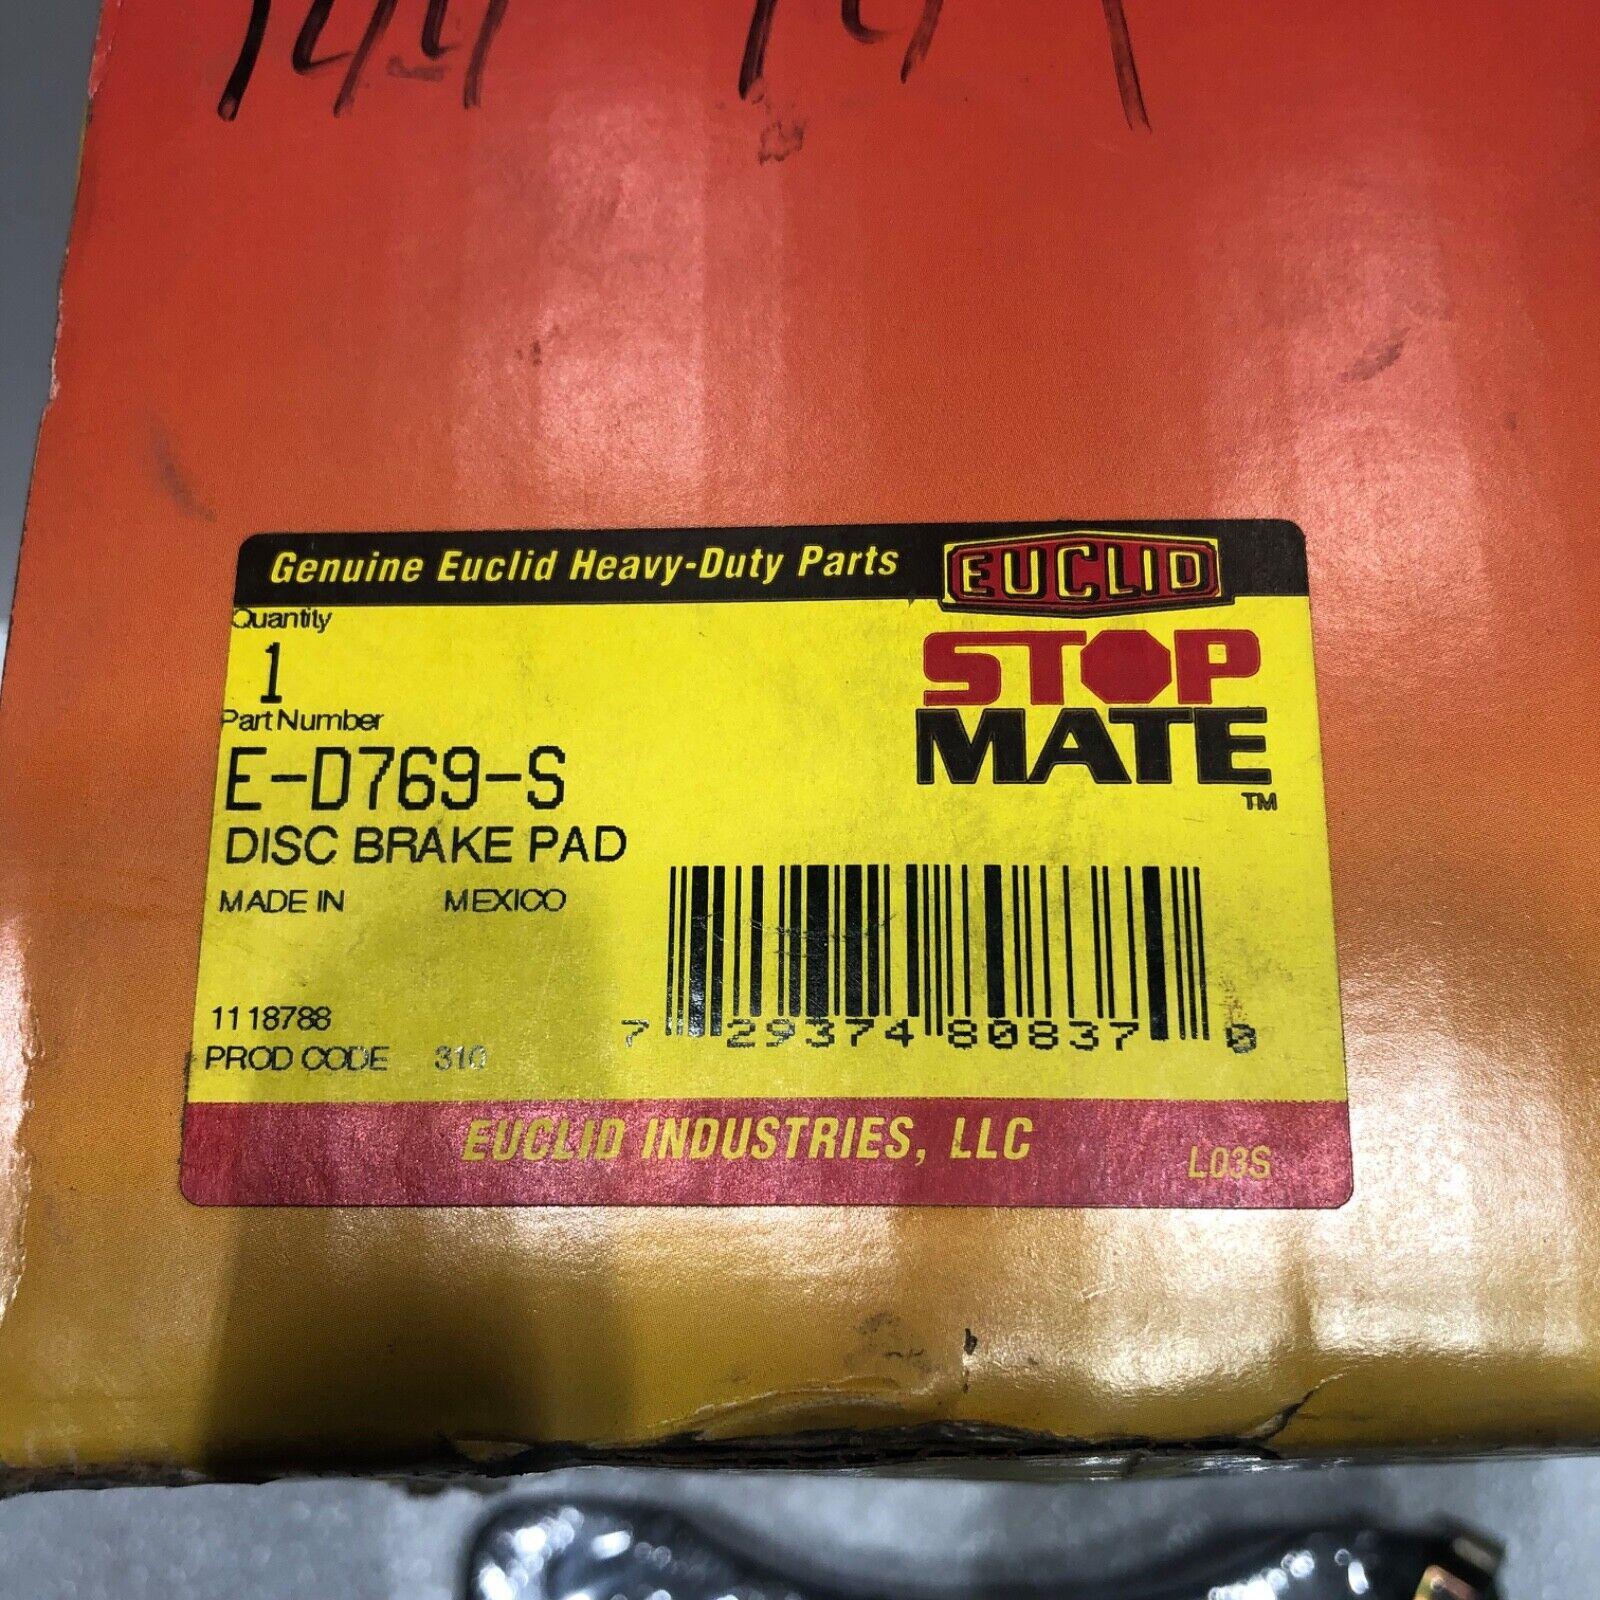 Genuine Euclid Heavy-Duty Parts
EUCLID
Quantity
1
STOP
MATE
TM
Part Number
E-D769-S
DISC BRAKE PAD
MADE IN MEXICO
1118788
PROD CODE 310
7 29374 80837 0
EUCLID INDUSTRIES, LLC
L03S